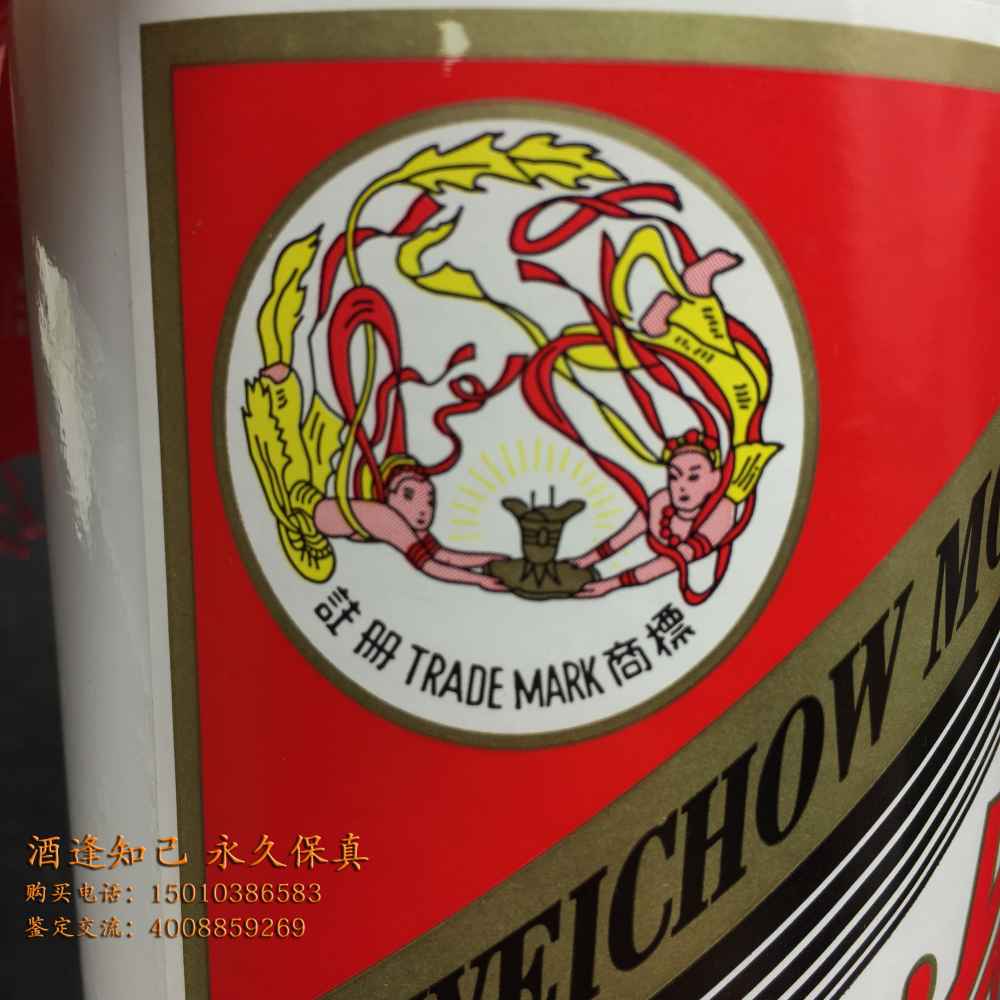 註册 TRADE MARK 商標
WEICHOW MO
酒逢知己 永久保真
购买电话：15010386583
鉴定交流：4008859269